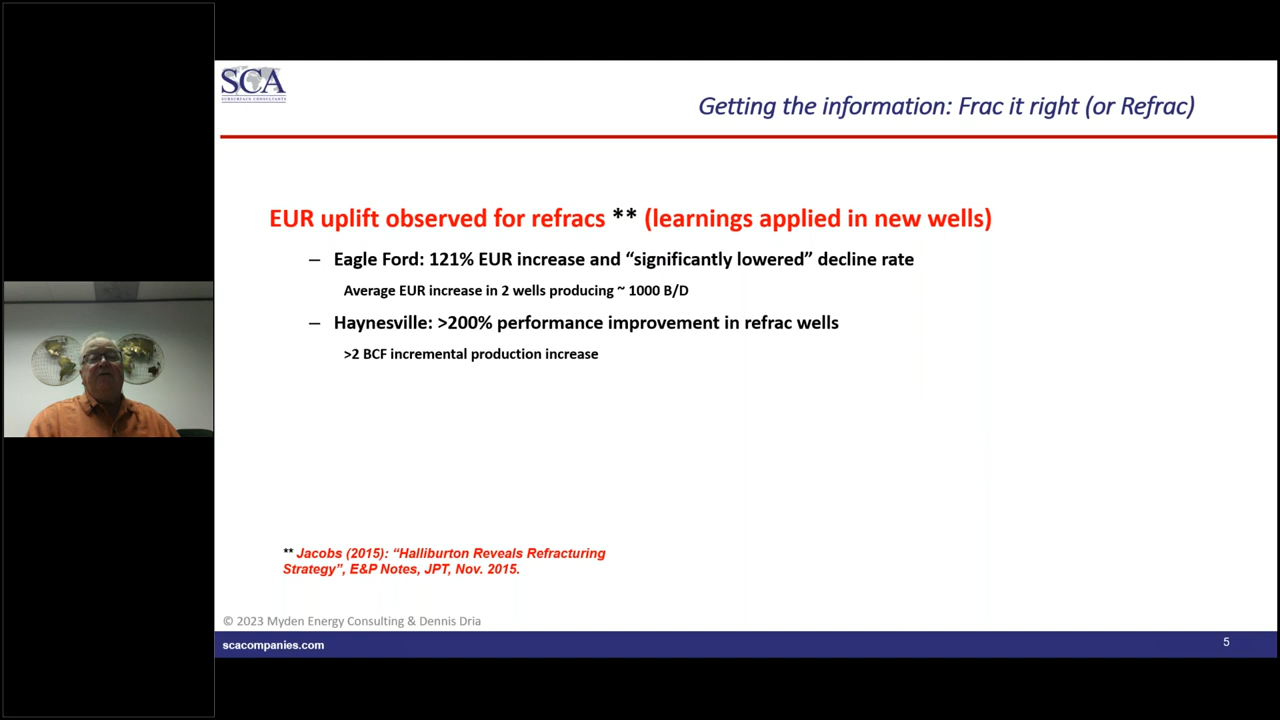 SCA
SUBSURFACE CONSULTANTS
Getting the information: Frac it right (or Refrac)
EUR uplift observed for refracs ** (learnings applied in new wells)
– Eagle Ford: 121% EUR increase and “significantly lowered” decline rate
Average EUR increase in 2 wells producing ~ 1000 B/D
– Haynesville: >200% performance improvement in refrac wells
>2 BCF incremental production increase
** Jacobs (2015): “Halliburton Reveals Refracturing
Strategy”, E&P Notes, JPT, Nov. 2015.
© 2023 Myden Energy Consulting & Dennis Dria
scacompanies.com
5